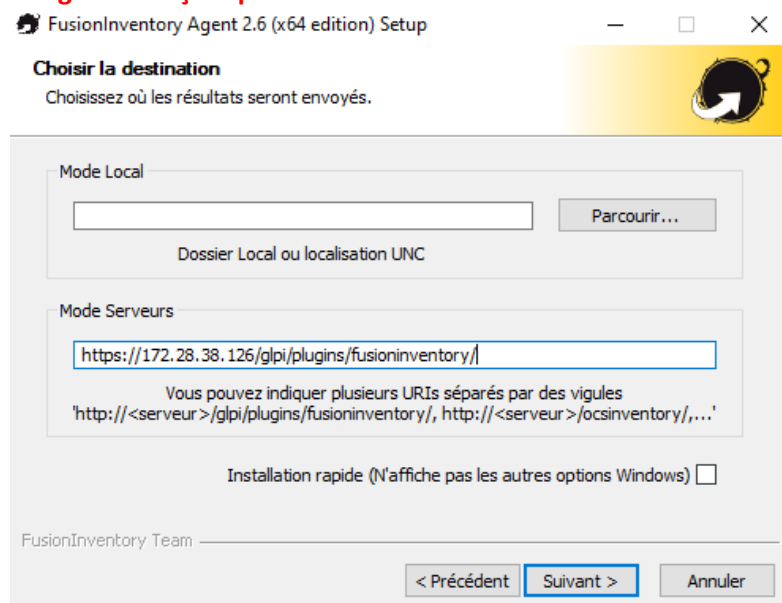 FusionInventory Agent 2.6 (x64 edition) Setup
Choisir la destination
Choisissez où les résultats seront envoyés.
Mode Local
Parcourir...
Dossier Local ou localisation UNC
Mode Serveurs
https://172.28.38.126/glpi/plugins/fusioninventory/
Vous pouvez indiquer plusieurs URIs séparés par des vigules
'http://<serveur>/glpi/plugins/fusioninventory/, http://<serveur>/ocsinventory/,...'
Installation rapide (N'affiche pas les autres options Windows)
FusionInventory Team
< Précédent Suivant > Annuler